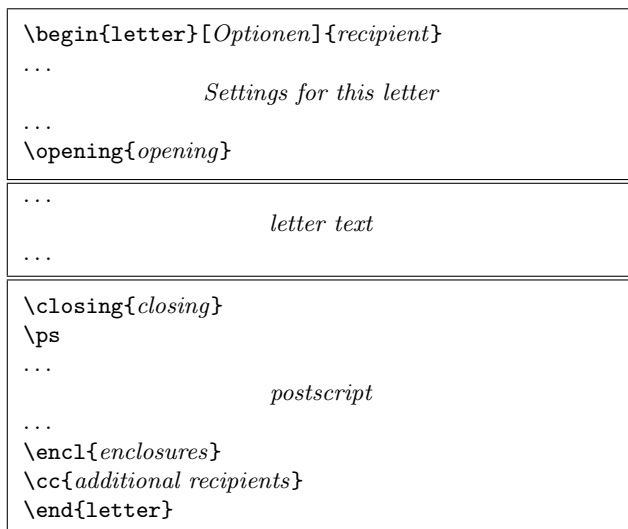 \begin{letter}[Optionen]{recipient}
...
Settings for this letter
...
\opening{opening}
...
letter text
...
\closing{closing}
\ps
...
postscript
...
\encl{enclosures}
\cc{additional recipients}
\end{letter}